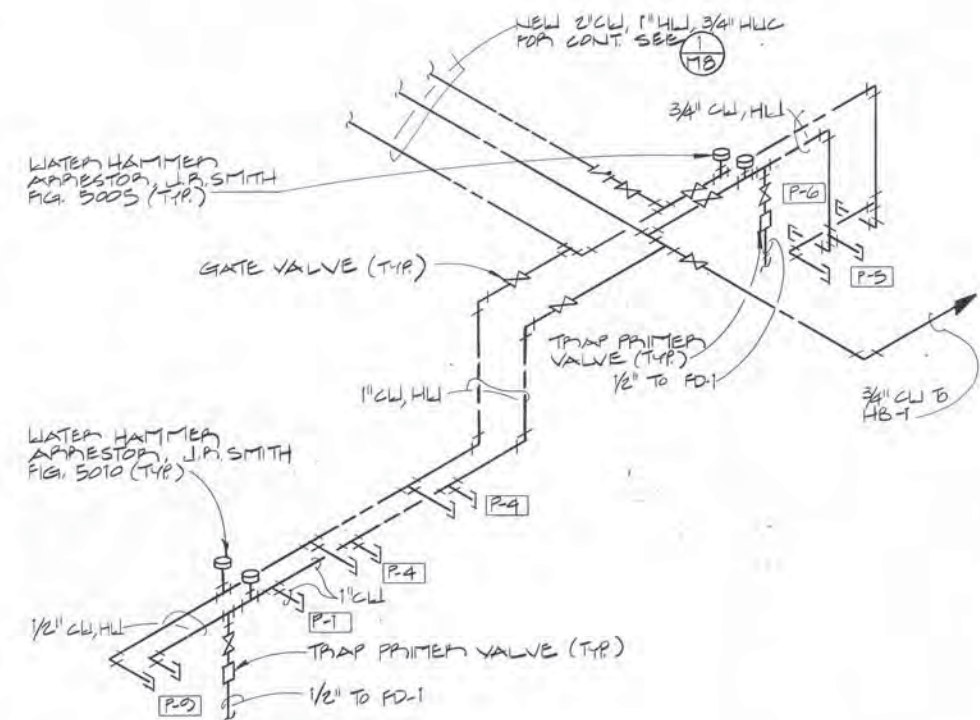 NEW 2"CW, 1"HW, 3/4" HWC
FOR CONT. SEE
1
M8
3/4" CW, HW
WATER HAMMER
ARRESTOR, J.R. SMITH
FIG. 5005 (TYP.)
P-6
GATE VALVE (TYP.)
P-5
TRAP PRIMER
VALVE (TYP.)
1/2" TO FD-1
1" CW, HW
3/4" CW TO
HB-1
WATER HAMMER
ARRESTOR, J.R. SMITH
FIG. 5010 (TYP.)
P-4
P-4
1" CW
P-1
1/2" CW, HW
TRAP PRIMER VALVE (TYP.)
1/2" TO FD-1